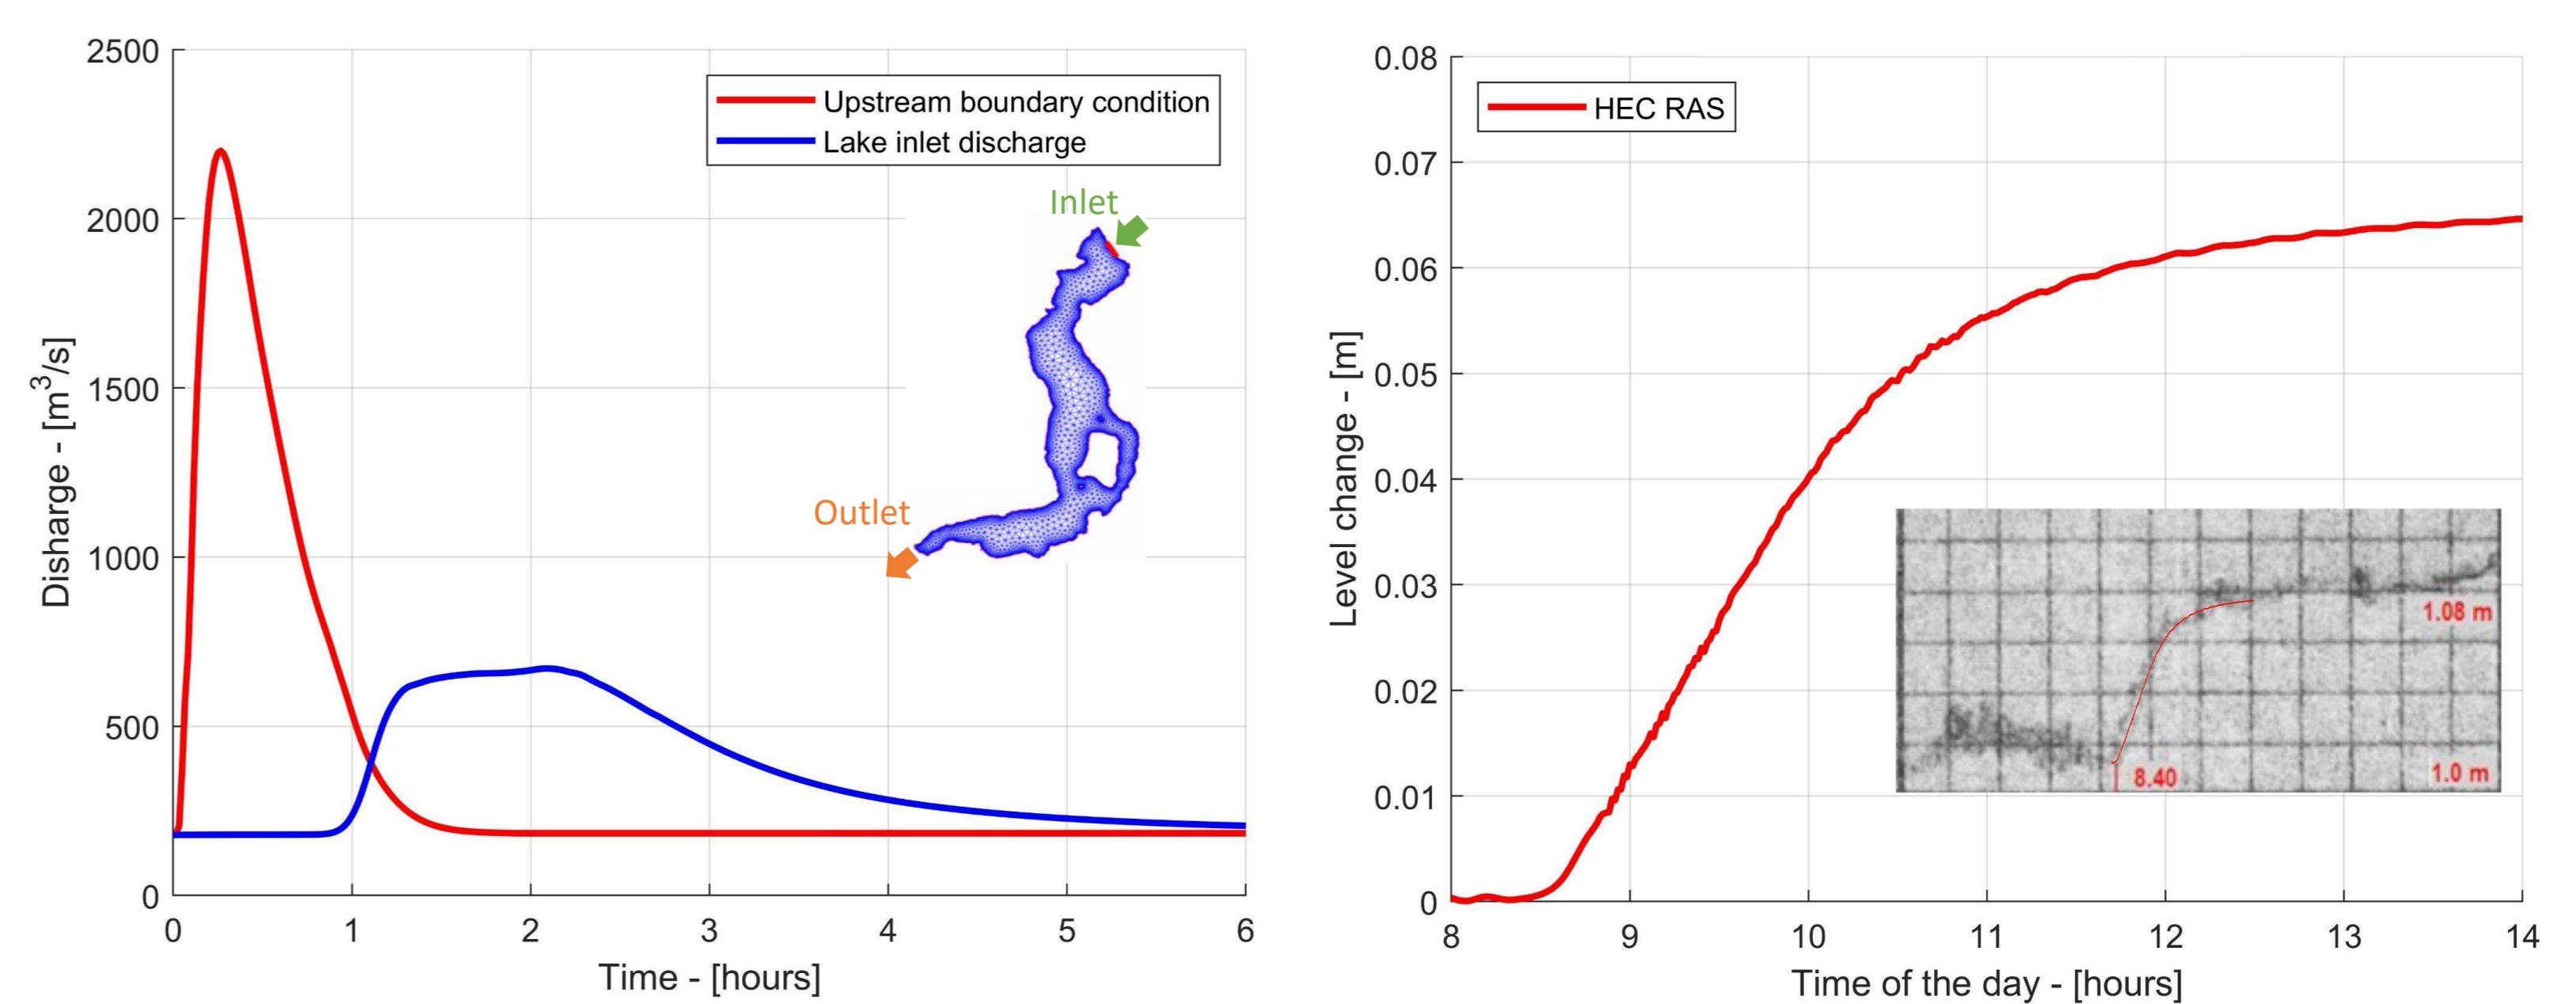 2500
2000
1500
1000
500
0
0 1 2 3 4 5 6
Disharge - [m³/s]
Time - [hours]
Upstream boundary condition
Lake inlet discharge
Inlet
Outlet
0.08
0.07
0.06
0.05
0.04
0.03
0.02
0.01
0
8 9 10 11 12 13 14
Level change - [m]
Time of the day - [hours]
HEC RAS
1.08 m
8.40
1.0 m